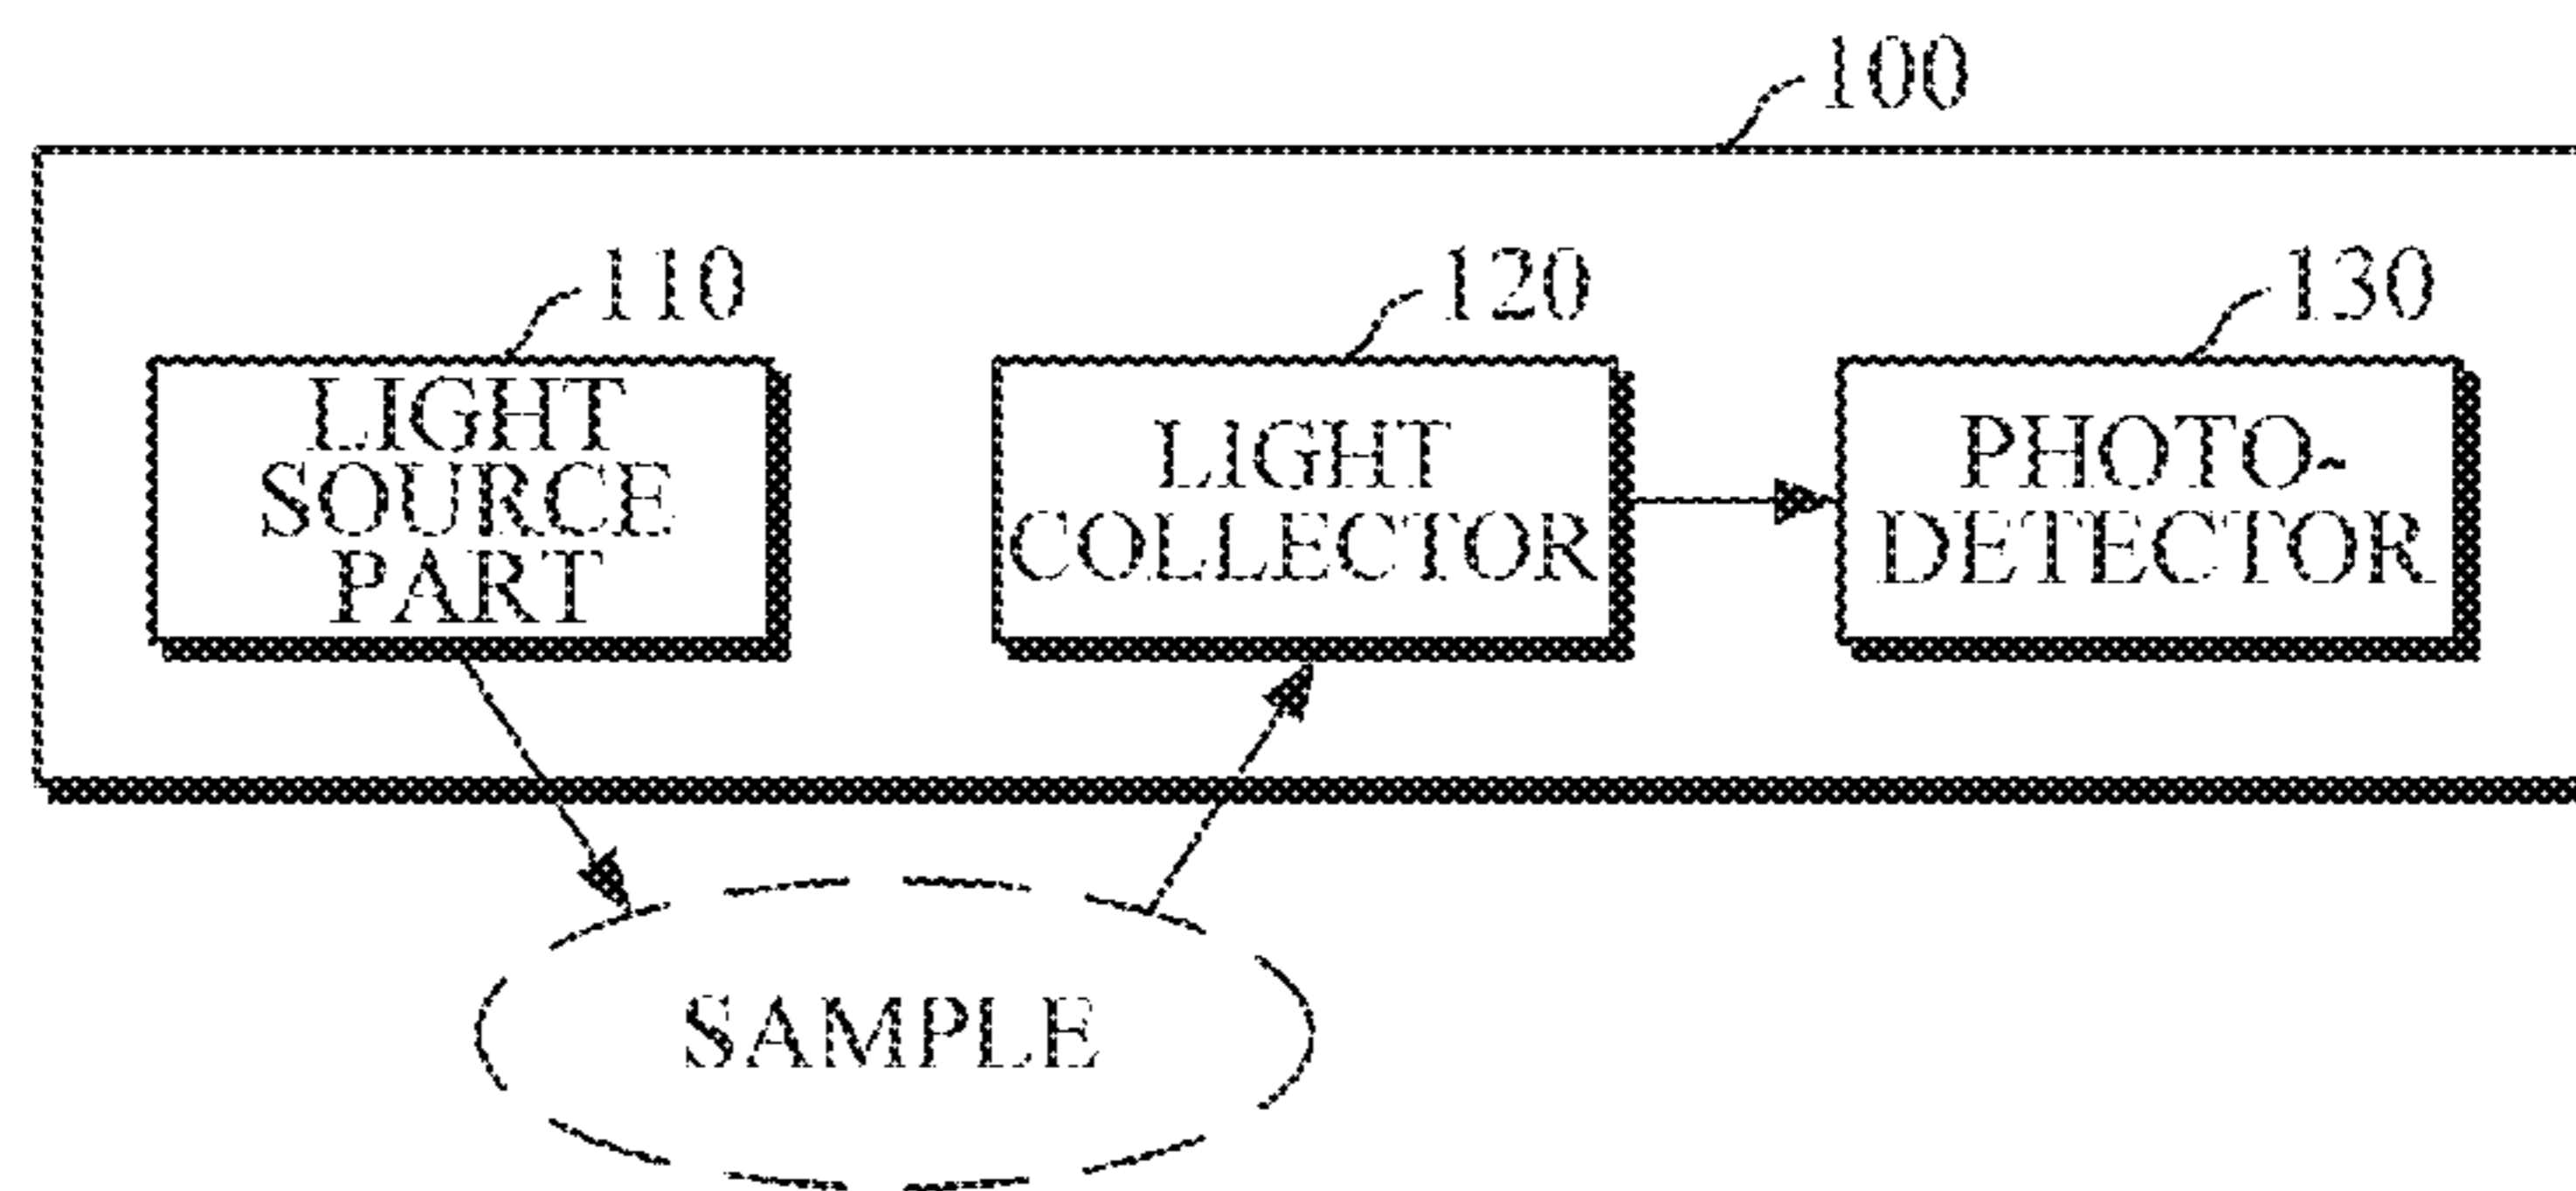 100
110
120
130
LIGHT
SOURCE
PART
LIGHT
COLLECTOR
PHOTO-
DETECTOR
SAMPLE